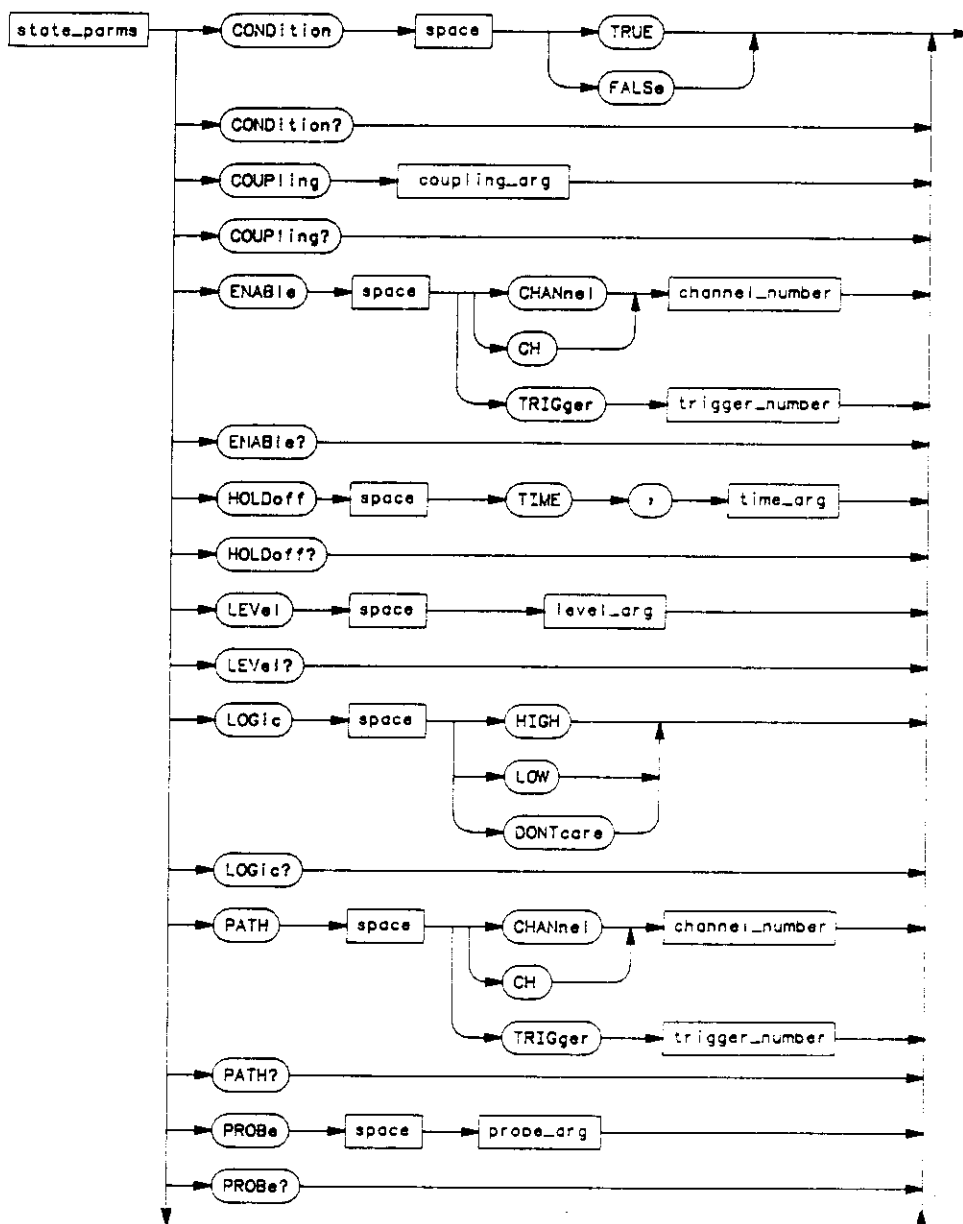 state_parms CONDition space TRUE
FALSe
CONDition?
COUPling coupling_arg
COUPling?
ENABle space CHANnel channel_number
CH
TRIGger trigger_number
ENABle?
HOLDoff space TIME , time_arg
HOLDoff?
LEVel space level_arg
LEVel?
LOGic space HIGH
LOW
DONTcare
LOGic?
PATH space CHANnel channel_number
CH
TRIGger trigger_number
PATH?
PROBe space probe_arg
PROBe?